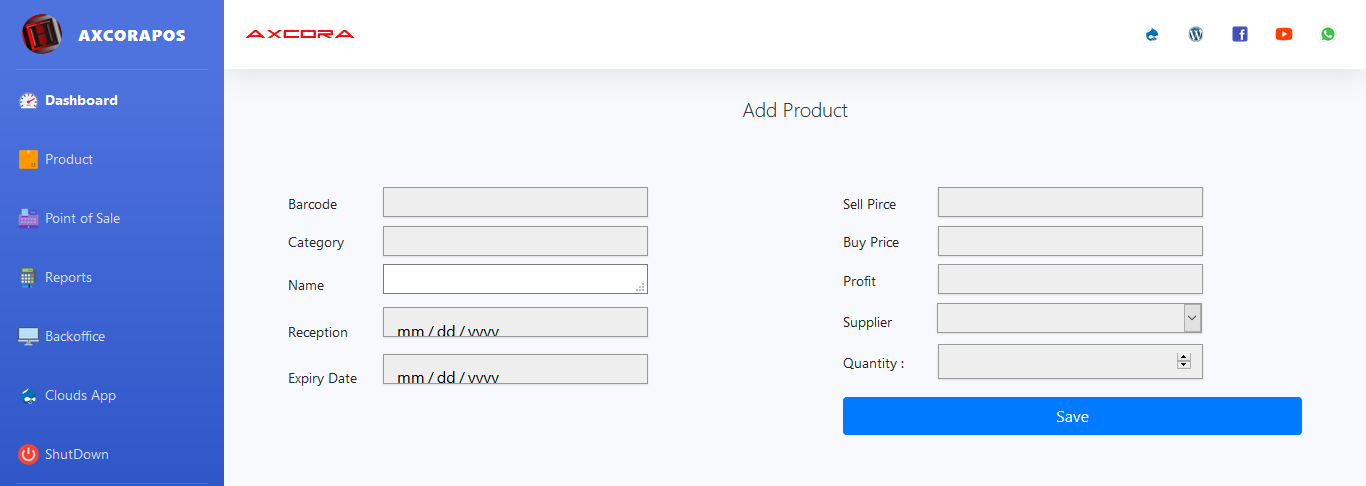 AXCORAPOS
Dashboard
Product
Point of Sale
Reports
Backoffice
Clouds App
ShutDown
AXCORA
Add Product
Barcode
Category
Name
Reception mm / dd / yyyy
Expiry Date mm / dd / yyyy
Sell Pirce
Buy Price
Profit
Supplier
Quantity :
Save